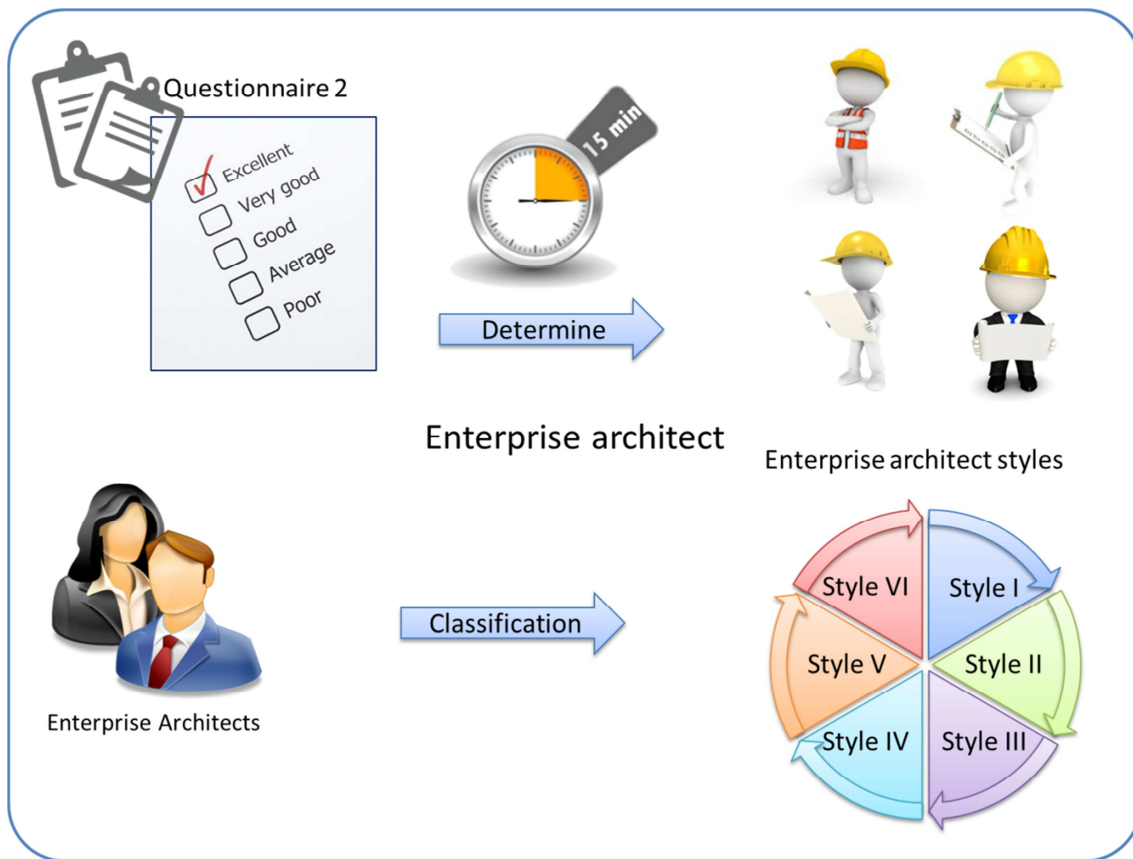 Questionnaire 2
Excellent
Very good
Good
Average
Poor
15 min
Determine
Enterprise architect
Enterprise architect styles
Enterprise Architects
Classification
Style VI
Style I
Style V
Style II
Style IV
Style III